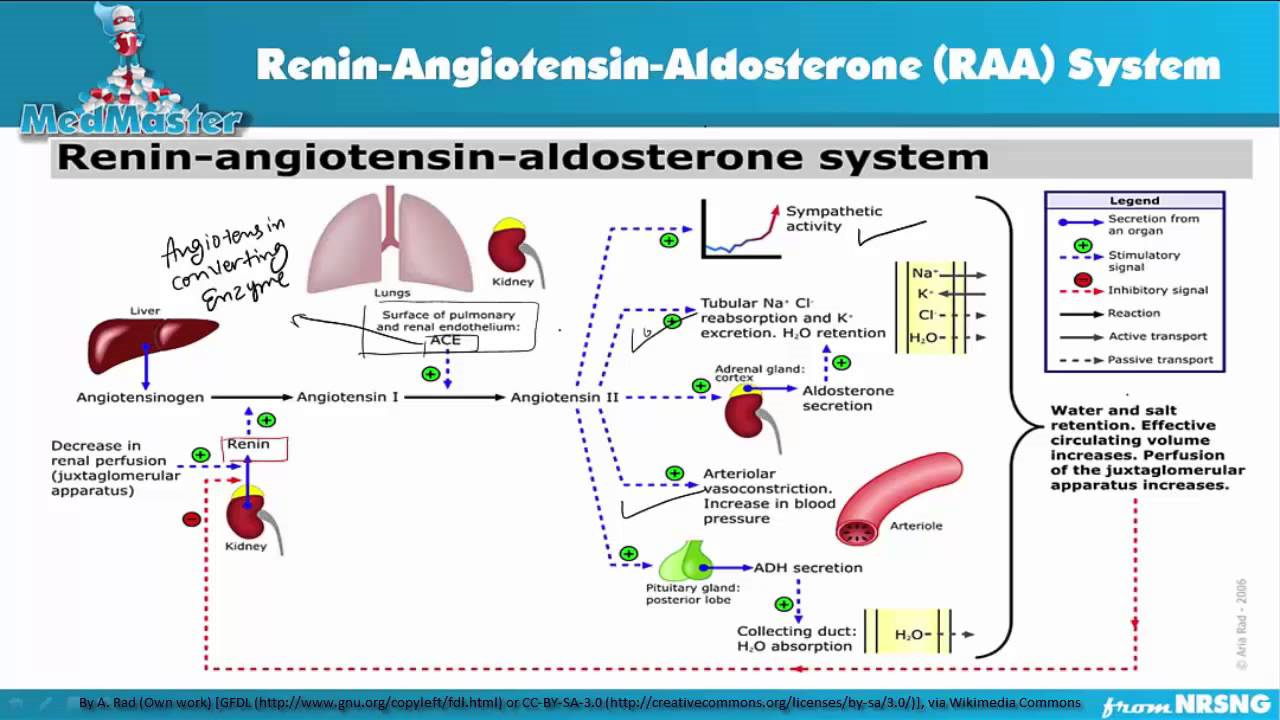 MedMaster
Renin-Angiotensin-Aldosterone (RAA) System
Renin-angiotensin-aldosterone system
Angiotensin
converting
Enzyme
Lungs
Kidney
Liver
Surface of pulmonary
and renal endothelium:
ACE
Angiotensinogen
Angiotensin I
Angiotensin II
Decrease in
renal perfusion
(juxtaglomerular
apparatus)
Renin
Kidney
Sympathetic
activity
Tubular Na⁺ Cl⁻
reabsorption and K⁺
excretion. H₂O retention
Na⁺
K⁺
Cl⁻
H₂O
Adrenal gland:
cortex
Aldosterone
secretion
Arteriolar
vasoconstriction.
Increase in blood
pressure
Arteriole
Pituitary gland:
posterior lobe
ADH secretion
Collecting duct:
H₂O absorption
H₂O
Legend
Secretion from
an organ
Stimulatory
signal
Inhibitory signal
Reaction
Active transport
Passive transport
Water and salt
retention. Effective
circulating volume
increases. Perfusion
of the juxtaglomerular
apparatus increases.
© Aria Rad - 2006
By A. Rad (Own work) [GFDL (http://www.gnu.org/copyleft/fdl.html) or CC-BY-SA-3.0 (http://creativecommons.org/licenses/by-sa/3.0/)], via Wikimedia Commons
from NRSNG